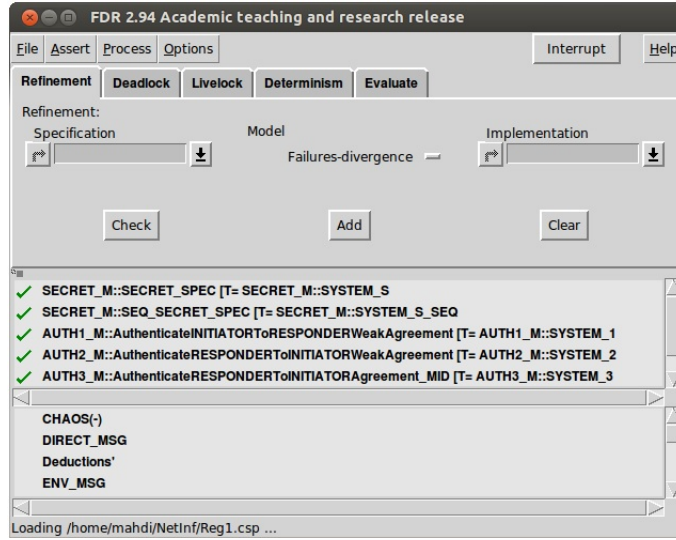 FDR 2.94 Academic teaching and research release
File Assert Process Options Interrupt Help
Refinement Deadlock Livelock Determinism Evaluate
Refinement:
Specification Model Implementation
Failures-divergence
Check Add Clear
SECRET_M::SECRET_SPEC [T= SECRET_M::SYSTEM_S
SECRET_M::SEQ_SECRET_SPEC [T= SECRET_M::SYSTEM_S_SEQ
AUTH1_M::AuthenticateINITIATORToRESPONDERWeakAgreement [T= AUTH1_M::SYSTEM_1
AUTH2_M::AuthenticateRESPONDERToINITIATORWeakAgreement [T= AUTH2_M::SYSTEM_2
AUTH3_M::AuthenticateRESPONDERToINITIATORAgreement_MID [T= AUTH3_M::SYSTEM_3
CHAOS(-)
DIRECT_MSG
Deductions'
ENV_MSG
Loading /home/mahdi/NetInf/Reg1.csp ...